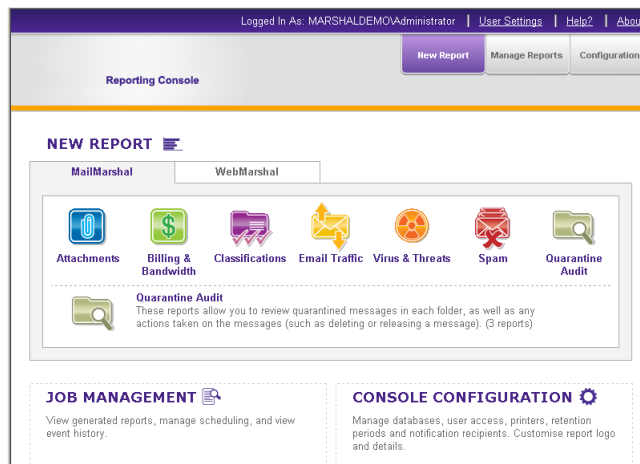 Logged In As: MARSHALDEMO\Administrator | User Settings | Help? | Abou
New Report
Manage Reports
Configuration
Reporting Console
NEW REPORT
MailMarshal
WebMarshal
Attachments
Billing & Bandwidth
Classifications
Email Traffic
Virus & Threats
Spam
Quarantine Audit
Quarantine Audit
These reports allow you to review quarantined messages in each folder, as well as any
actions taken on the messages (such as deleting or releasing a message). (3 reports)
JOB MANAGEMENT
View generated reports, manage scheduling, and view
event history.
CONSOLE CONFIGURATION
Manage databases, user access, printers, retention
periods and notification recipients. Customise report logo
and details.